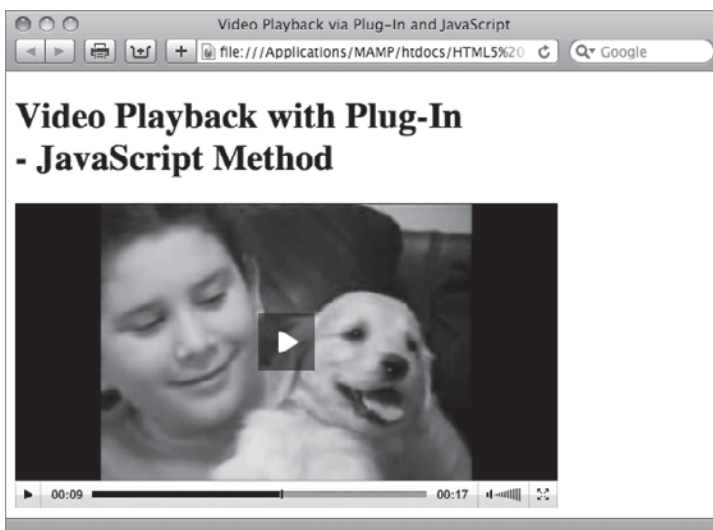 Video Playback via Plug-In and JavaScript
file:///Applications/MAMP/htdocs/HTML5%20
Google
Video Playback with Plug-In
- JavaScript Method
00:09
00:17